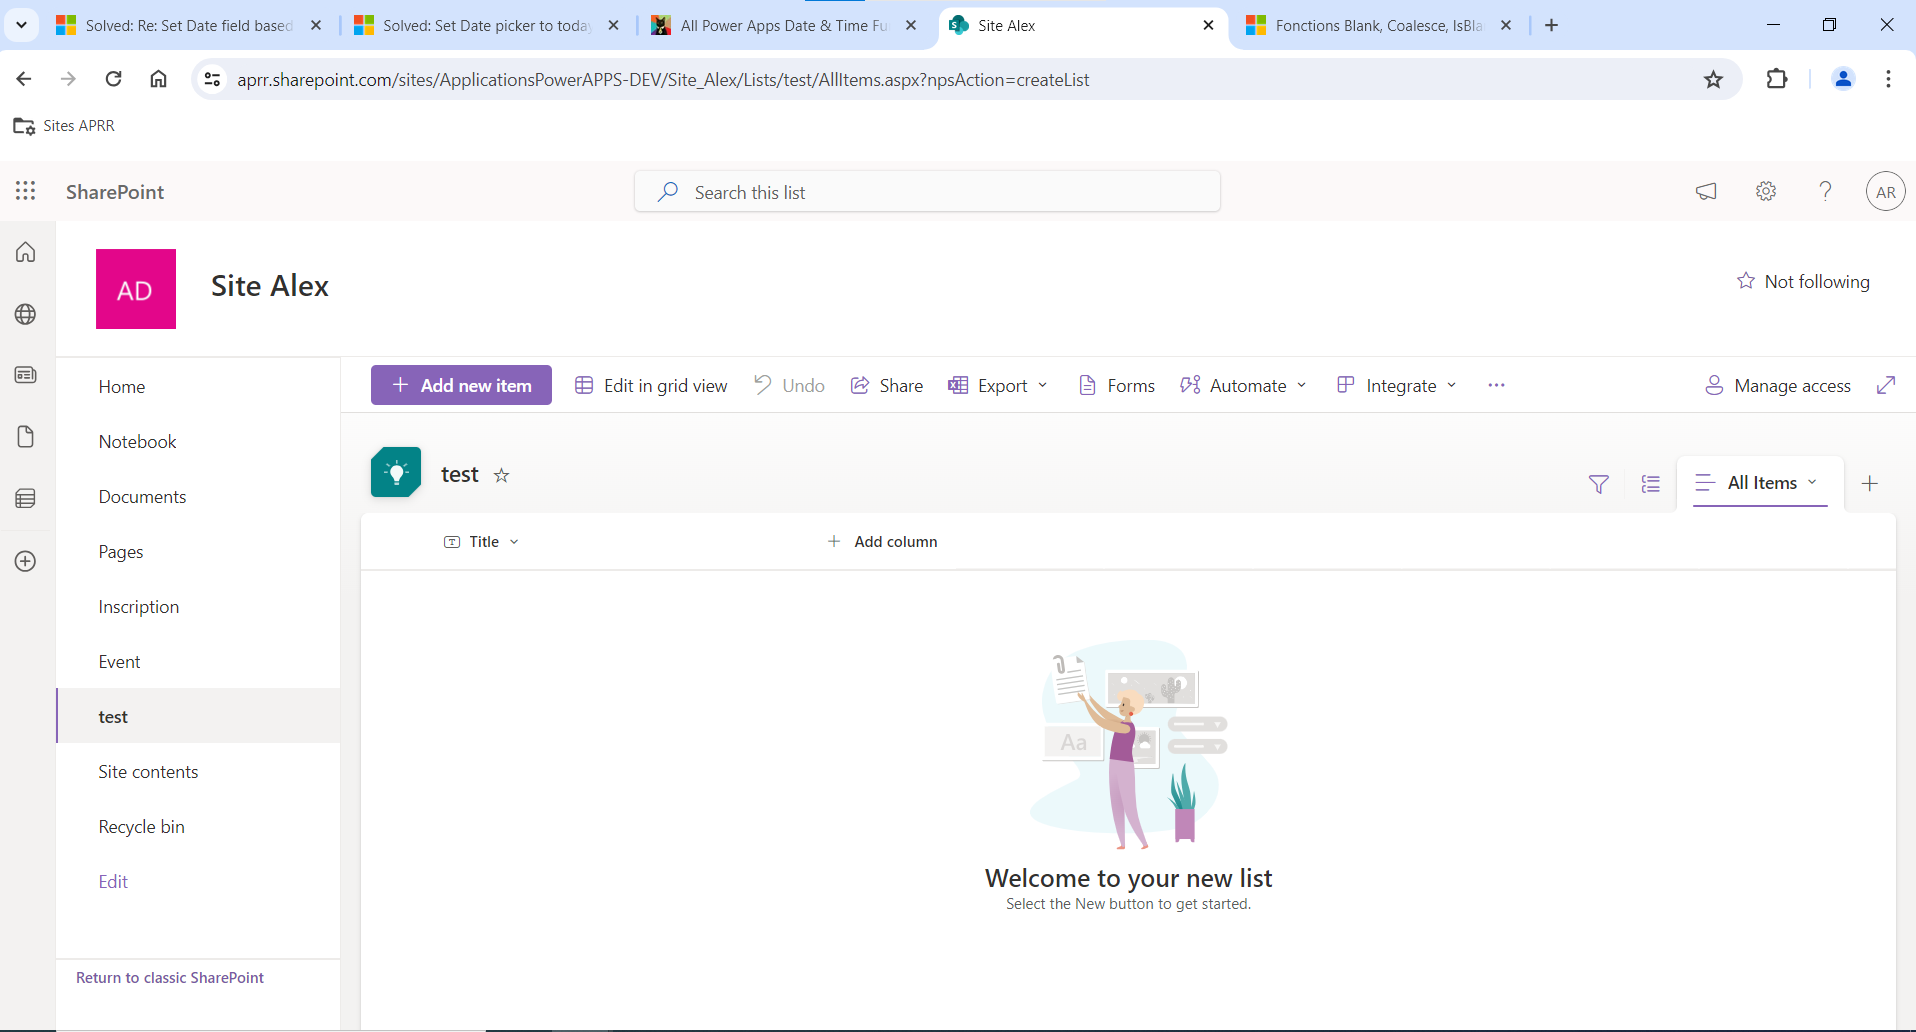 Solved: Re: Set Date field based
Solved: Set Date picker to today
All Power Apps Date & Time Fu
Site Alex
Fonctions Blank, Coalesce, IsBla
aprr.sharepoint.com/sites/ApplicationsPowerAPPS-DEV/Site_Alex/Lists/test/AllItems.aspx?npsAction=createList
Sites APRR
SharePoint
Search this list
AR
AD
Site Alex
Not following
Home
Notebook
Documents
Pages
Inscription
Event
test
Site contents
Recycle bin
Edit
Return to classic SharePoint
Add new item
Edit in grid view
Undo
Share
Export
Forms
Automate
Integrate
Manage access
test
All Items
Title
Add column
Aa
Welcome to your new list
Select the New button to get started.